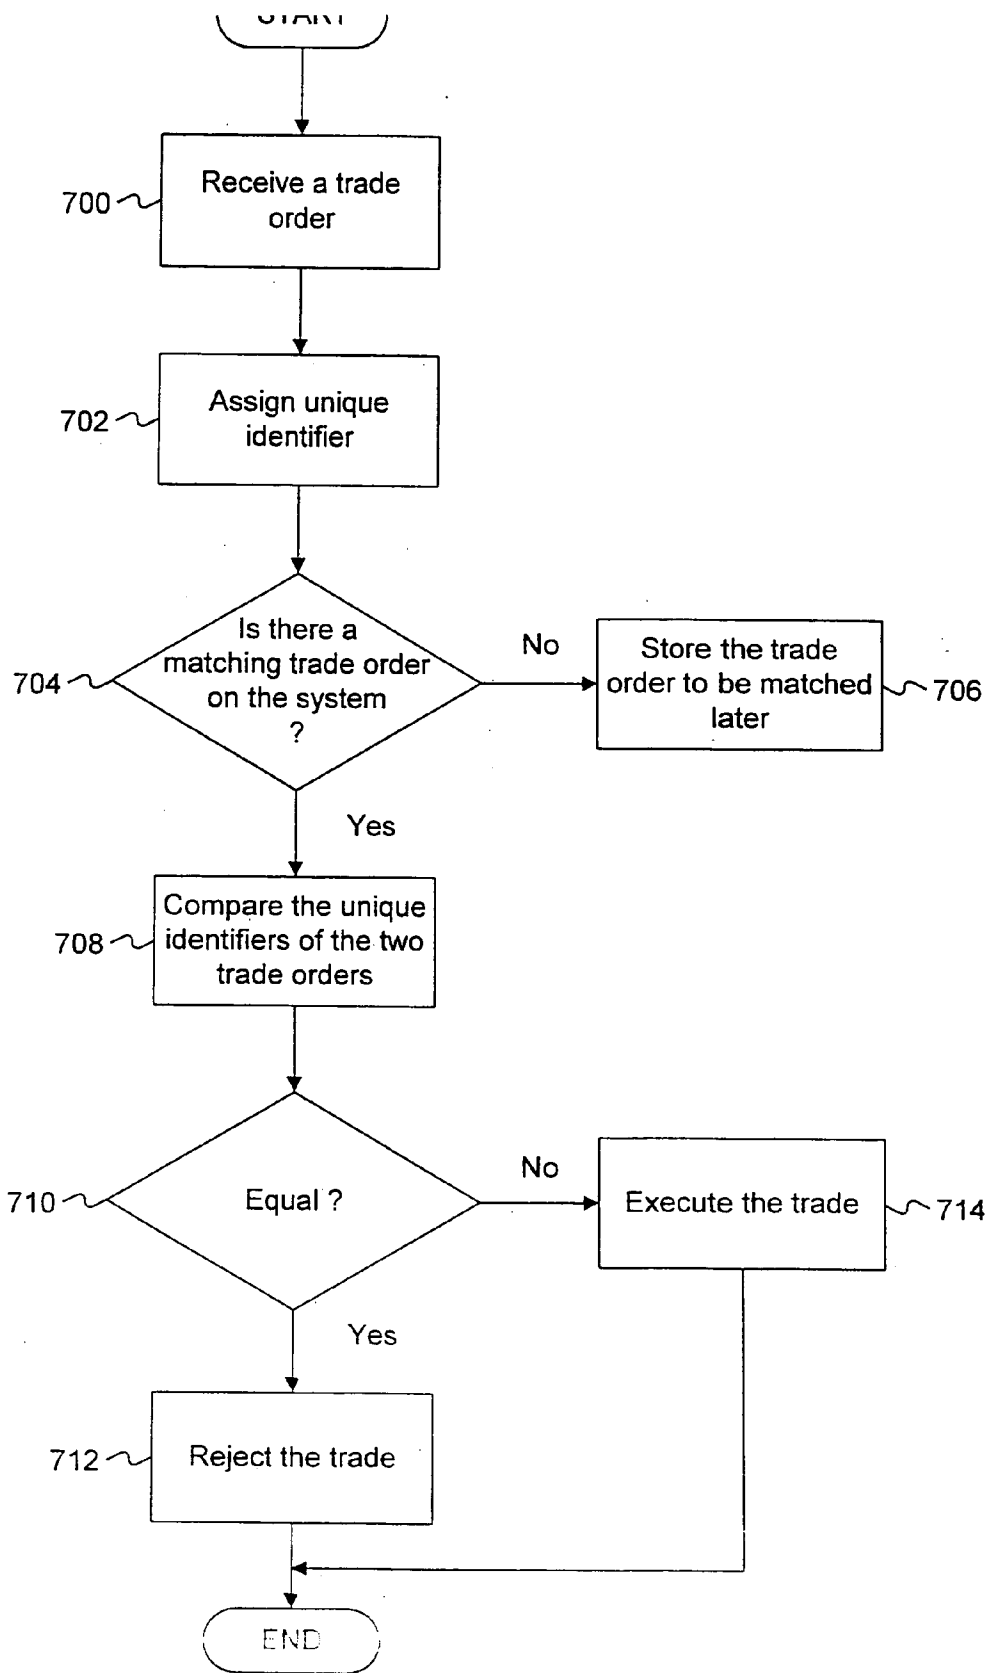 START
Receive a trade
order
700
Assign unique
identifier
702
Is there a
matching trade order
on the system
?
704
No
Store the trade
order to be matched
later
706
Yes
Compare the unique
identifiers of the two
trade orders
708
Equal ?
710
No
Execute the trade
714
Yes
Reject the trade
712
END